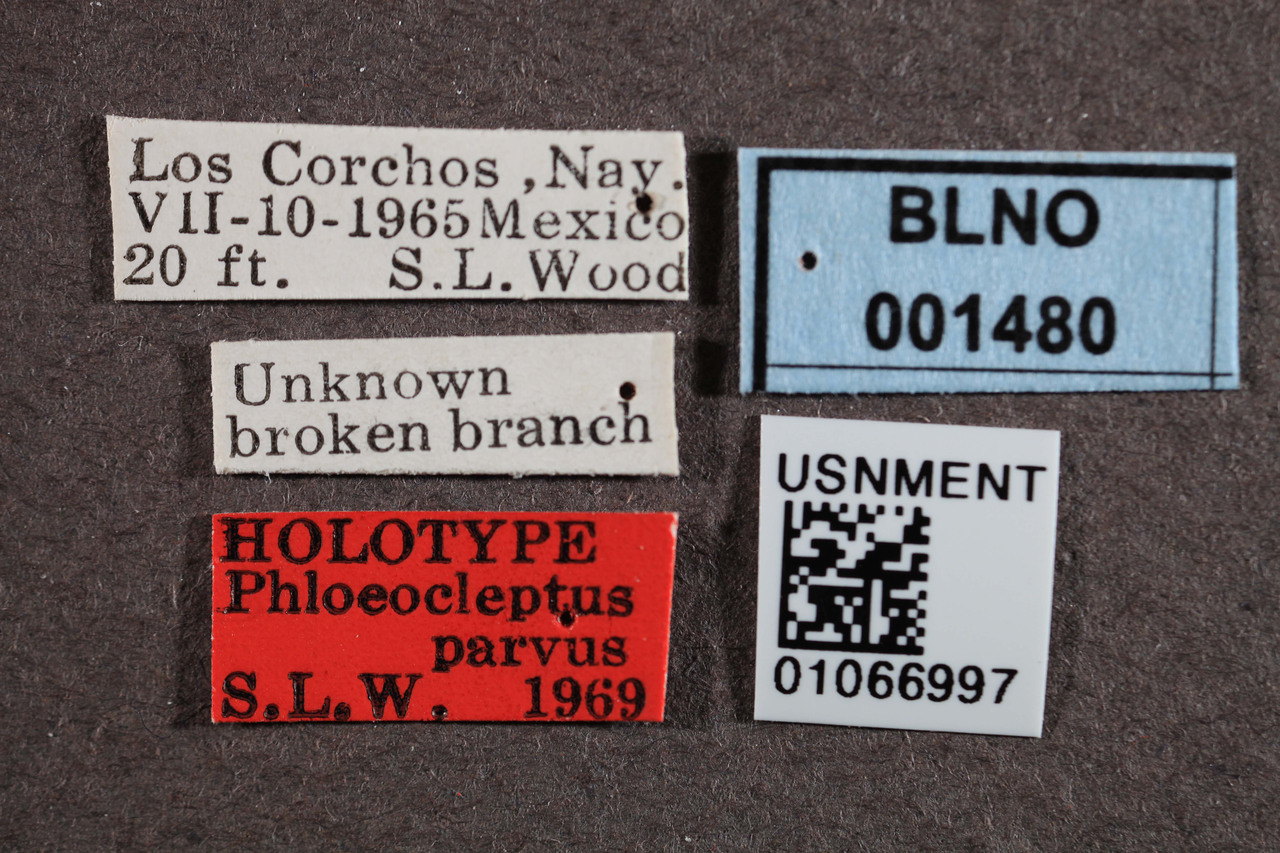 Los Corchos, Nay.
VII-10-1965 Mexico
20 ft. S.L. Wood
Unknown
broken branch
HOLOTYPE
Phloeocleptus
parvus
S.L.W. 1969
BLNO
001480
USNMENT
01066997